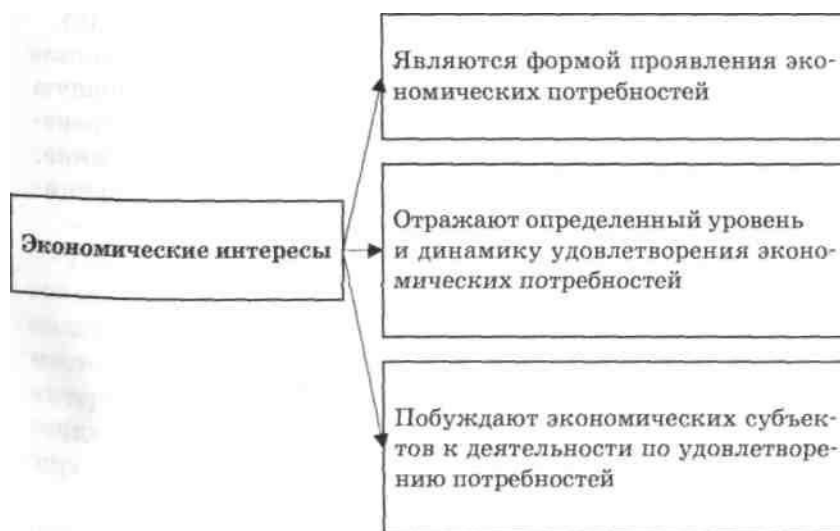 Являются формой проявления эко-
номических потребностей
Экономические интересы
Отражают определенный уровень
и динамику удовлетворения эконо-
мических потребностей
Побуждают экономических субъек-
тов к деятельности по удовлетворе-
нию потребностей